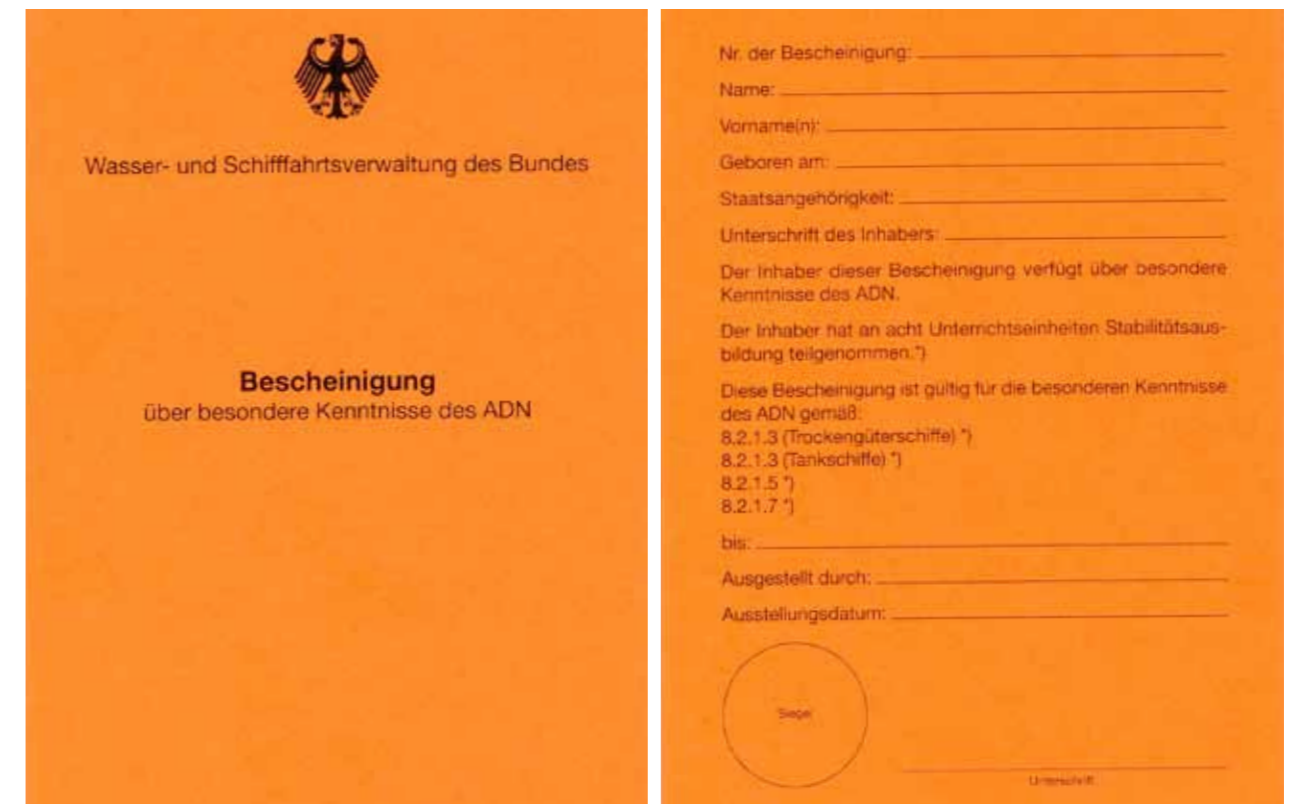 Wasser- und Schifffahrtsverwaltung des Bundes
Bescheinigung
über besondere Kenntnisse des ADN
Nr. der Bescheinigung:
Name:
Vorname(n):
Geboren am:
Staatsangehörigkeit:
Unterschrift des Inhabers:
Der Inhaber dieser Bescheinigung verfügt über besondere
Kenntnisse des ADN.
Der Inhaber hat an acht Unterrichtseinheiten Stabilitätsaus-
bildung teilgenommen.*)
Diese Bescheinigung ist gültig für die besonderen Kenntnisse
des ADN gemäß:
8.2.1.3 (Trockengüterschiffe) *)
8.2.1.3 (Tankschiffe) *)
8.2.1.5 *)
8.2.1.7 *)
bis:
Ausgestellt durch:
Ausstellungsdatum:
Siegel
Unterschrift